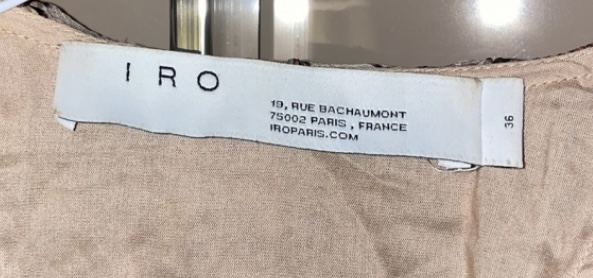 IRO
19, RUE BACHAUMONT
75002 PARIS , FRANCE
IROPARIS.COM
36